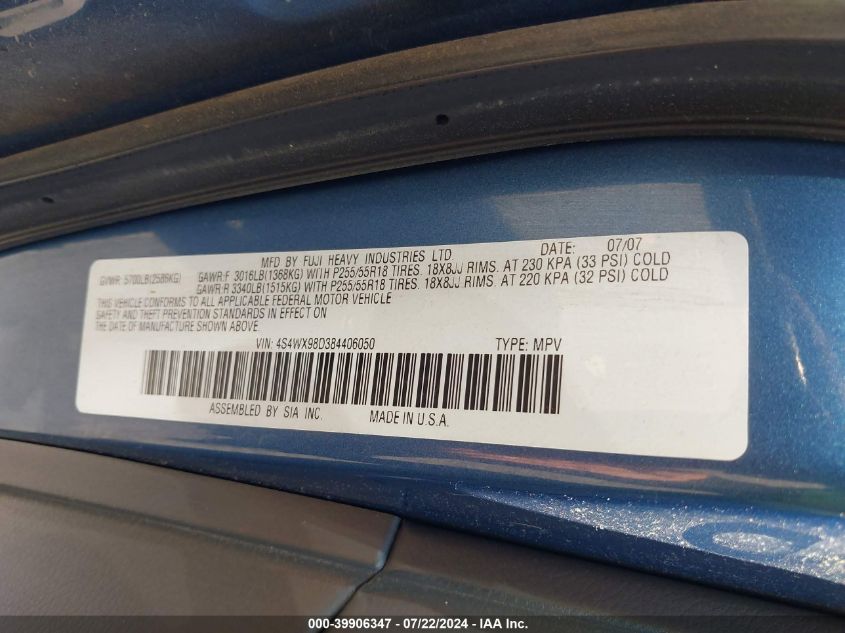 MFD BY FUJI HEAVY INDUSTRIES LTD DATE: 07/07
GVWR: 5700LB(2586KG) GAWR:F 3016LB(1368KG) WITH P255/55R18 TIRES. 18X8JJ RIMS. AT 230 KPA (33 PSI) COLD
GAWR:R 3340LB(1515KG) WITH P255/55R18 TIRES. 18X8JJ RIMS. AT 220 KPA (32 PSI) COLD
THIS VEHICLE CONFORMS TO ALL APPLICABLE FEDERAL MOTOR VEHICLE
SAFETY AND THEFT PREVENTION STANDARDS IN EFFECT ON
THE DATE OF MANUFACTURE SHOWN ABOVE.
VIN: 4S4WX98D384406050 TYPE: MPV
ASSEMBLED BY SIA INC. MADE IN U.S.A.
000-39906347 - 07/22/2024 - IAA Inc.